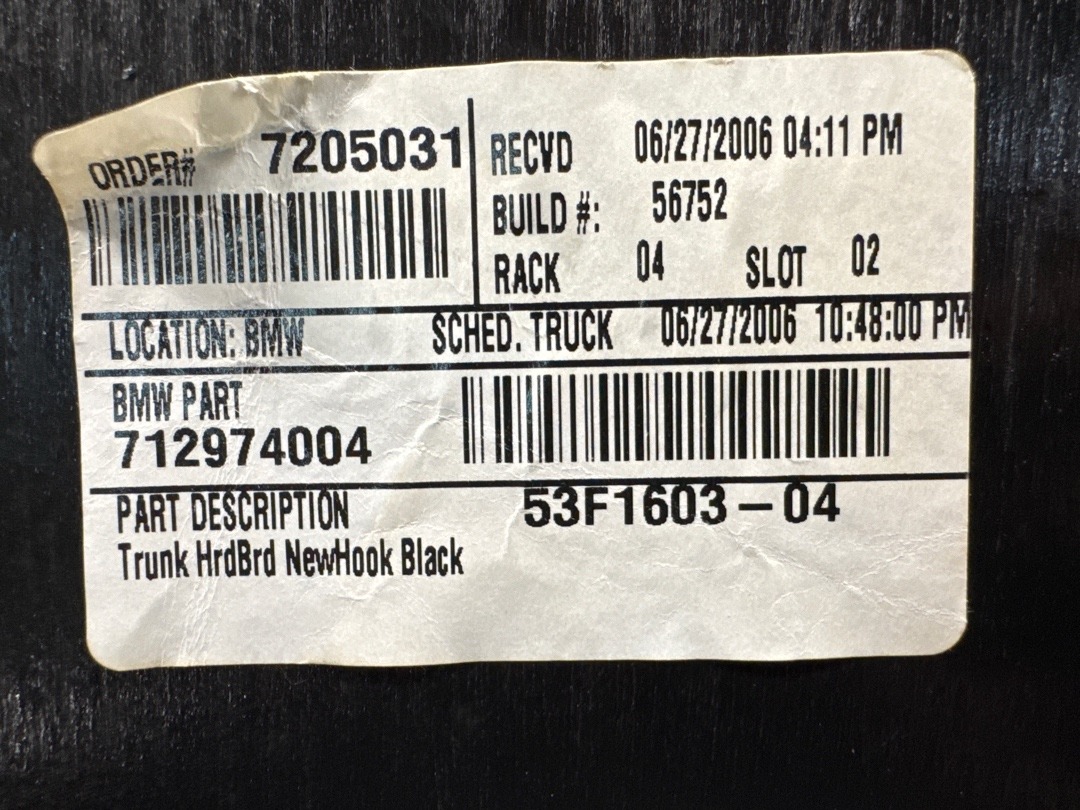 ORDER# 7205031
RECVD 06/27/2006 04:11 PM
BUILD #: 56752
RACK 04 SLOT 02
LOCATION: BMW SCHED. TRUCK 06/27/2006 10:48:00 PM
BMW PART
712974004
PART DESCRIPTION 53F1603-04
Trunk HrdBrd NewHook Black